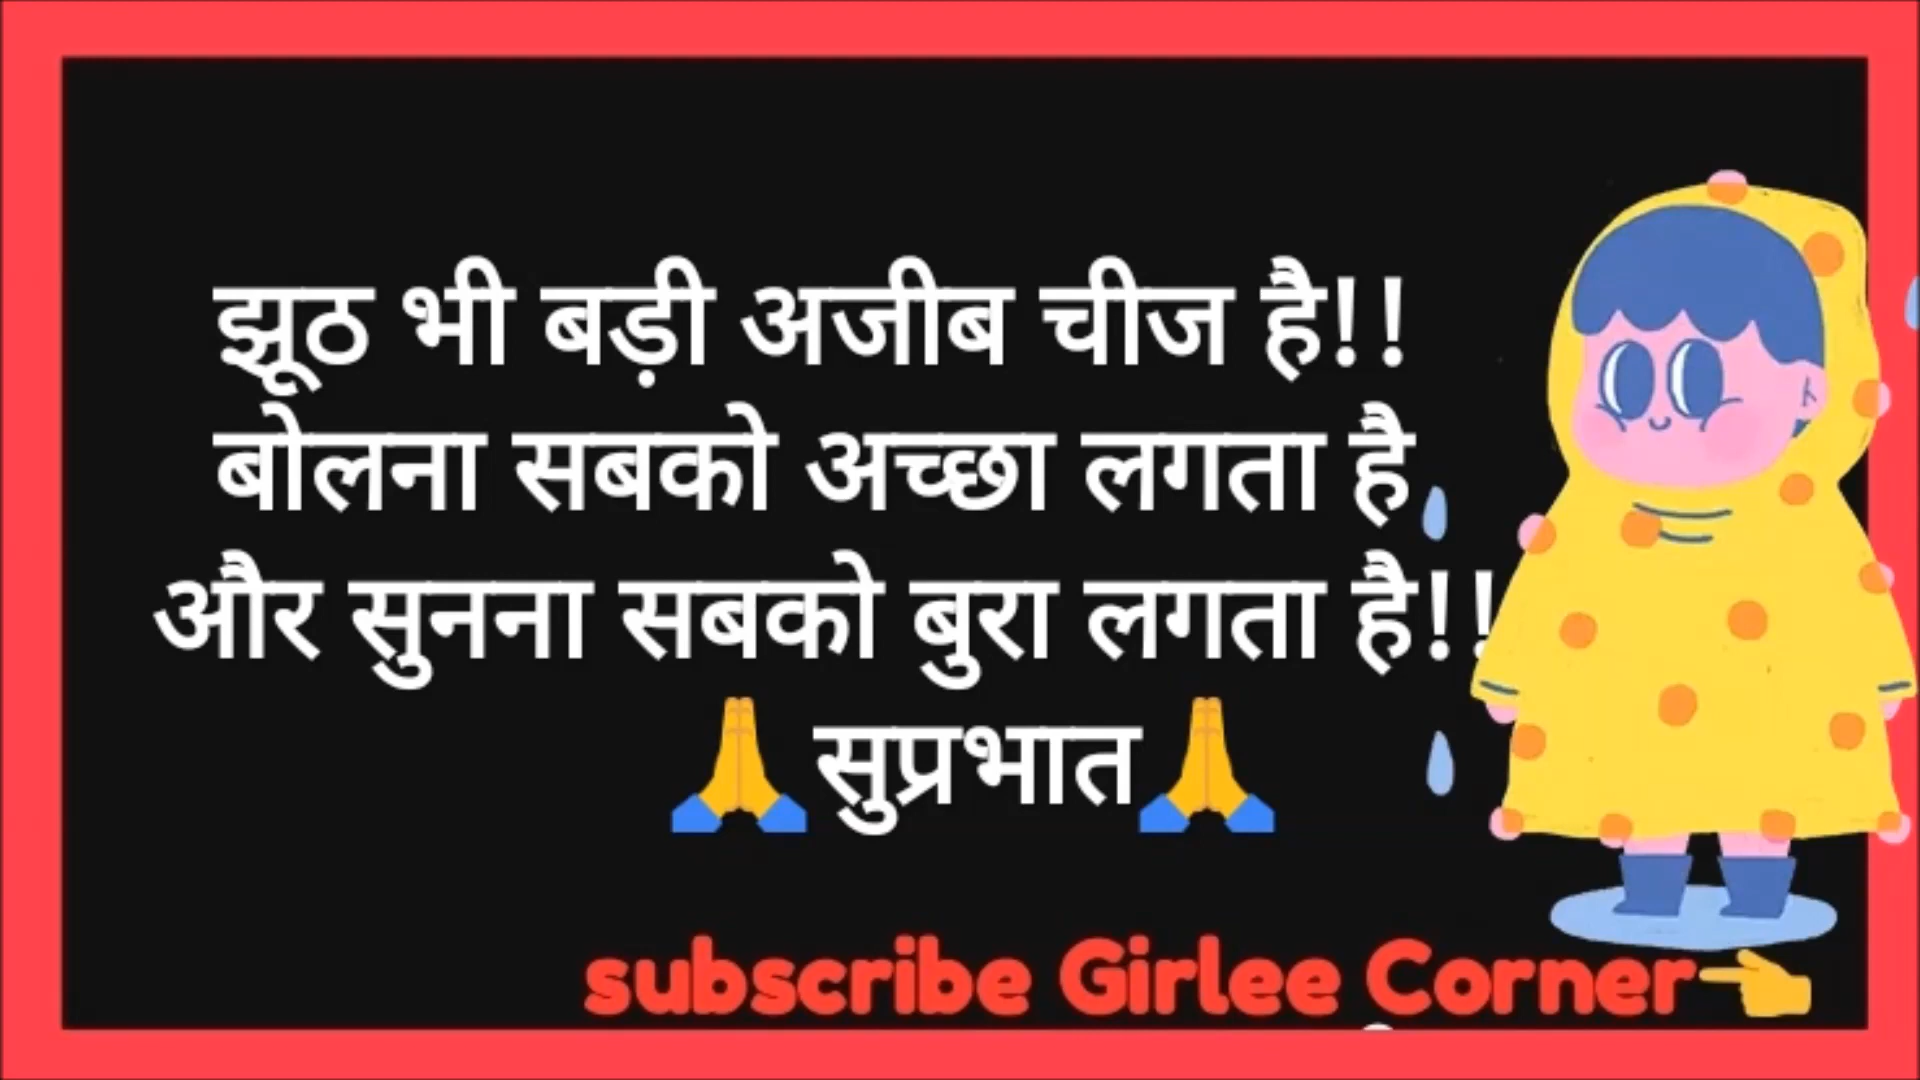 झूठ भी बड़ी अजीब चीज है!!
बोलना सबको अच्छा लगता है
और सुनना सबको बुरा लगता है!!
🙏सुप्रभात🙏
subscribe Girlee Corner👈